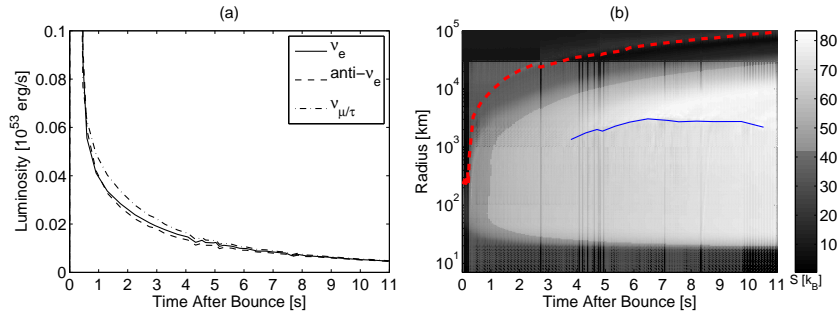 (a)
0.1
0.08
0.06
0.04
0.02
0
Luminosity [10^53 erg/s]
ν_e
anti−ν_e
ν_μ/τ
0 1 2 3 4 5 6 7 8 9 10 11
Time After Bounce [s]
(b)
10^5
10^4
10^3
10^2
10^1
Radius [km]
0 1 2 3 4 5 6 7 8 9 10 11
Time After Bounce [s]
80
70
60
50
40
30
20
10
S [k_B]